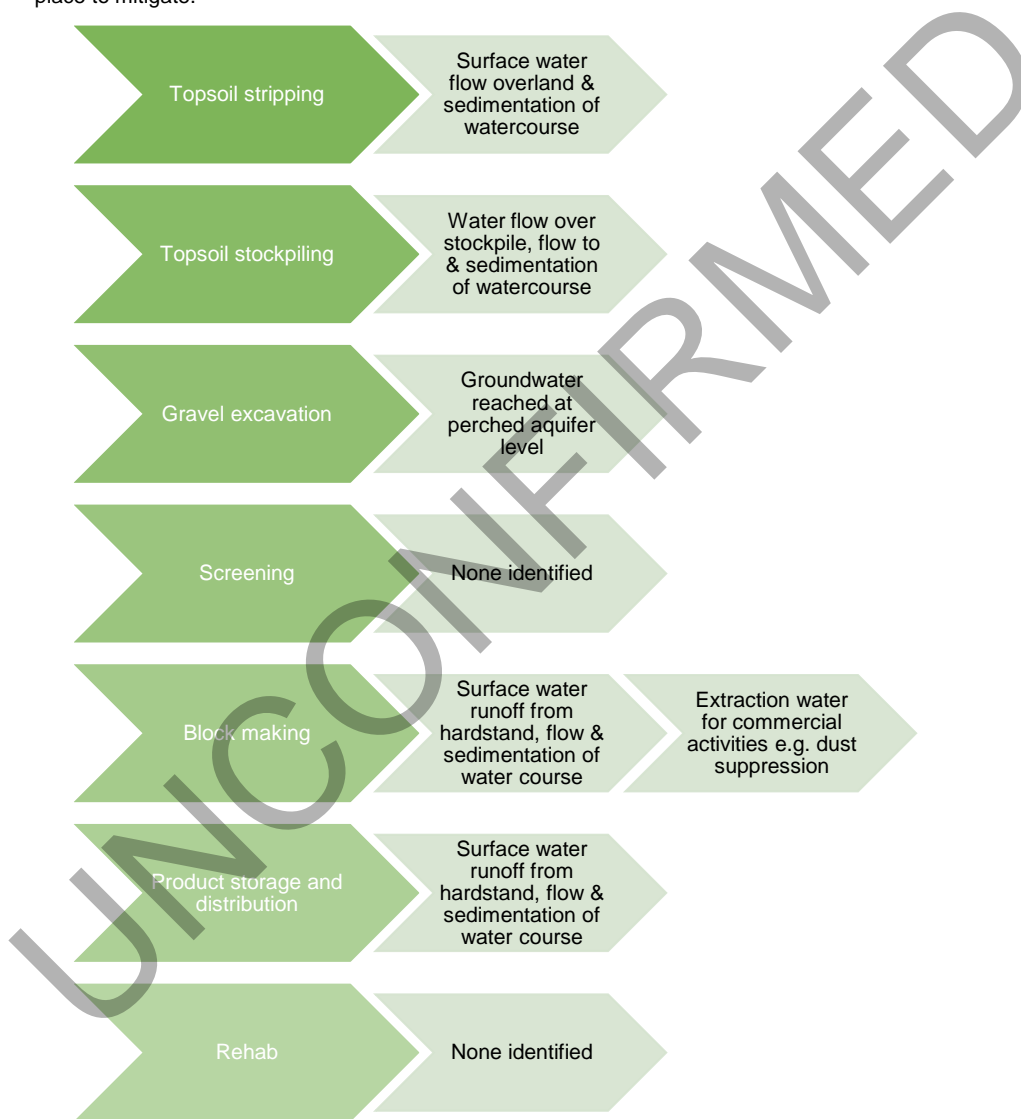 place to mitigate.
Topsoil stripping
Surface water
flow overland &
sedimentation of
watercourse
Topsoil stockpiling
Water flow over
stockpile, flow to
& sedimentation
of watercourse
Gravel excavation
Groundwater
reached at
perched aquifer
level
Screening
None identified
Block making
Surface water
runoff from
hardstand, flow &
sedimentation of
water course
Extraction water
for commercial
activities e.g. dust
suppression
Product storage and
distribution
Surface water
runoff from
hardstand, flow &
sedimentation of
water course
Rehab
None identified
UNCONFIRMED